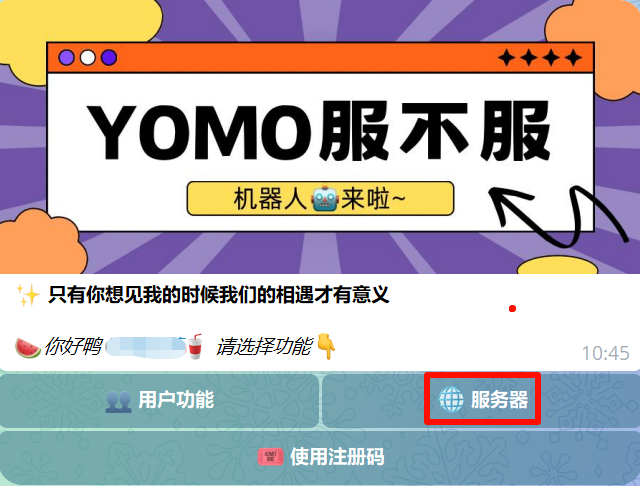 YOMO服不服
机器人🤖来啦~
✨ 只有你想见我的时候我们的相遇才有意义
🍉你好鸭 🥤 请选择功能👇
10:45
👥 用户功能
🌐 服务器
🎟️ 使用注册码